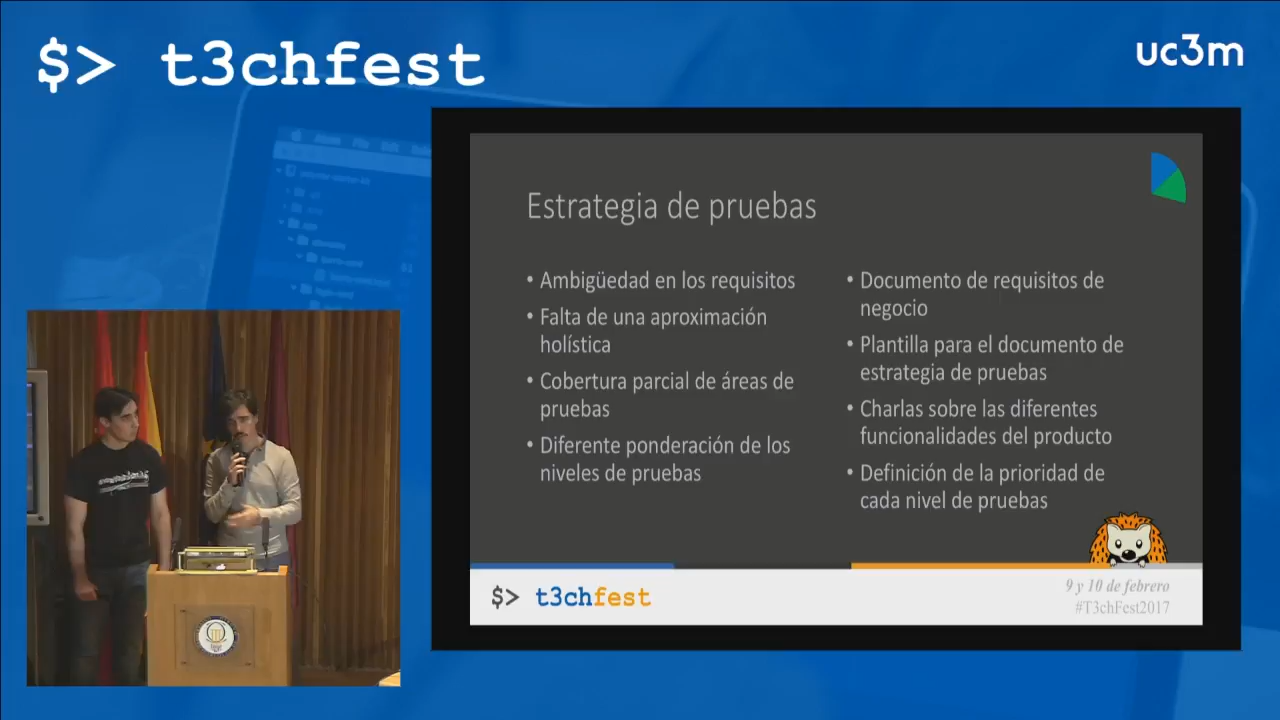 $> t3chfest
uc3m
Estrategia de pruebas
• Ambigüedad en los requisitos
• Falta de una aproximación
holística
• Cobertura parcial de áreas de
pruebas
• Diferente ponderación de los
niveles de pruebas
• Documento de requisitos de
negocio
• Plantilla para el documento de
estrategia de pruebas
• Charlas sobre las diferentes
funcionalidades del producto
• Definición de la prioridad de
cada nivel de pruebas
$> t3chfest
9 y 10 de febrero
#T3chFest2017